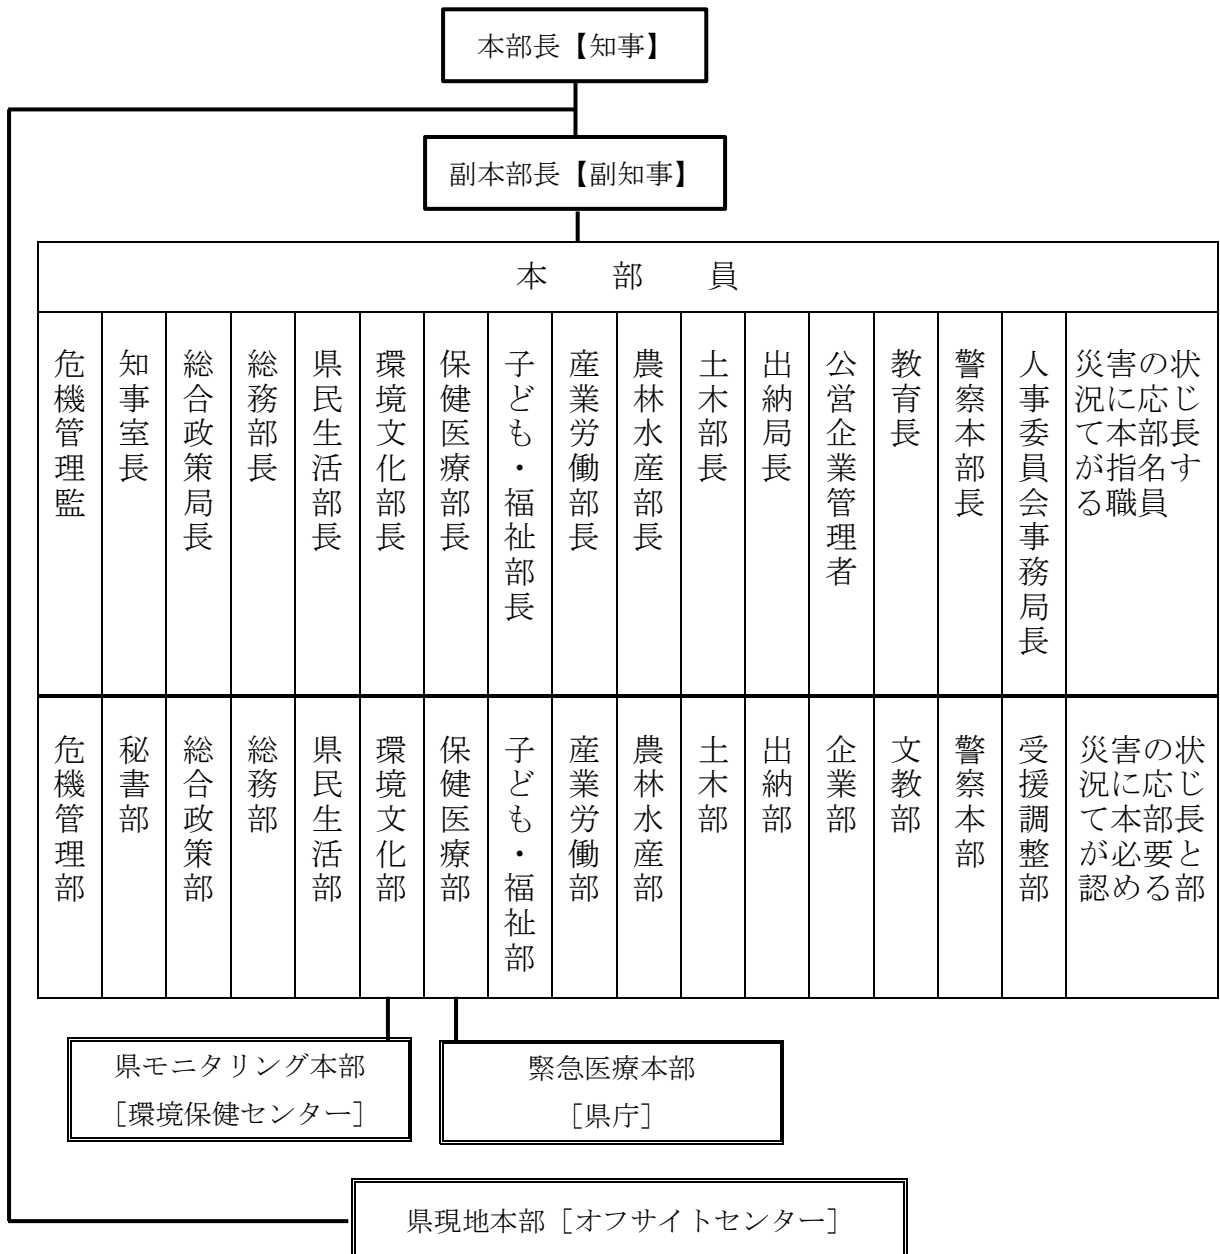 本部長【知事】
副本部長【副知事】
本　部　員
危機管理監
知事室長
総合政策局長
総務部長
県民生活部長
環境文化部長
保健医療部長
子ども・福祉部長
産業労働部長
農林水産部長
土木部長
出納局長
公営企業管理者
教育長
警察本部長
人事委員会事務局長
災害の状
況に応じ
て本部長
が指名す
る職員
危機管理部
秘書部
総合政策部
総務部
県民生活部
環境文化部
保健医療部
子ども・福祉部
産業労働部
農林水産部
土木部
出納部
企業部
文教部
警察本部
受援調整部
災害の状
況に応じ
て本部長
が必要と
認める部
県モニタリング本部
［環境保健センター］
緊急医療本部
［県庁］
県現地本部［オフサイトセンター］